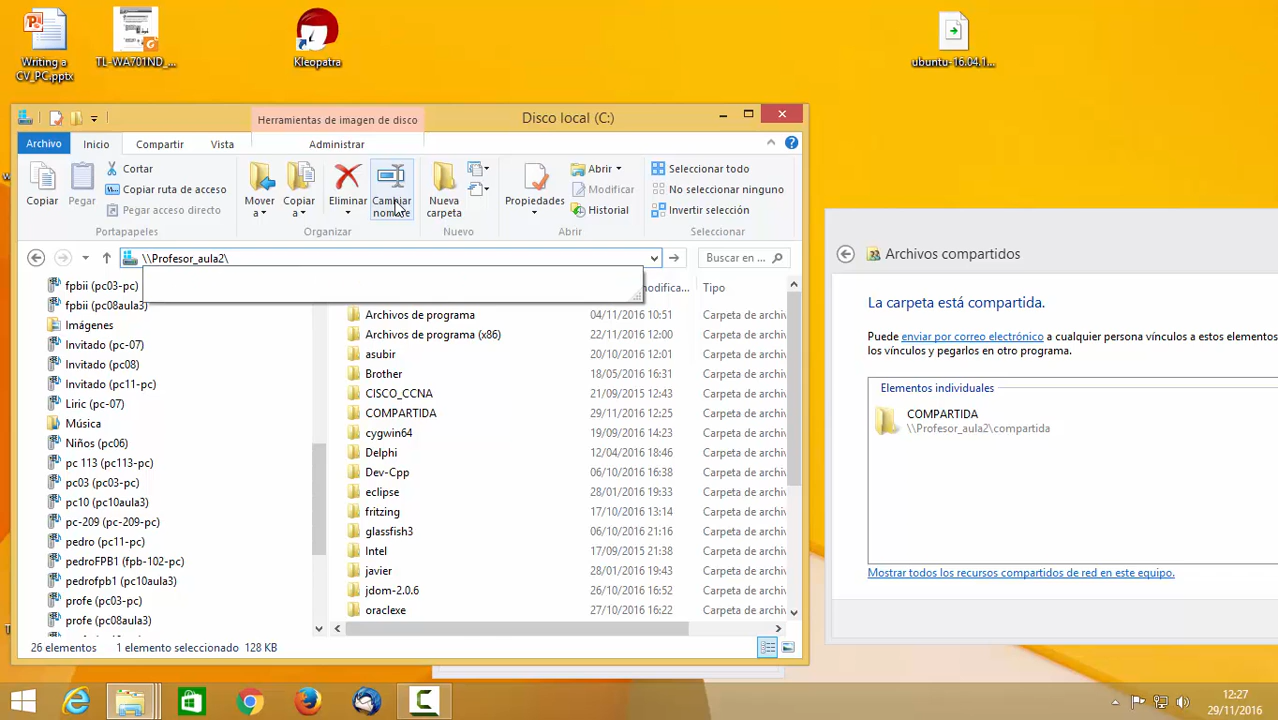 Writing a
CV_PC.pptx
TL-WA701ND_...
Kleopatra
ubuntu-16.04.1...
Herramientas de imagen de disco
Disco local (C:)
Archivo
Inicio
Compartir
Vista
Administrar
Copiar
Pegar
Cortar
Copiar ruta de acceso
Pegar acceso directo
Portapapeles
Mover
a
Copiar
a
Eliminar
Cambiar
nombre
Organizar
Nueva
carpeta
Nuevo
Propiedades
Abrir
Modificar
Historial
Abrir
Seleccionar todo
No seleccionar ninguno
Invertir selección
Seleccionar
\\Profesor_aula2\
Buscar en ...
modifica...
Tipo
fpbii (pc03-pc)
fpbii (pc08aula3)
Imágenes
Invitado (pc-07)
Invitado (pc08)
Invitado (pc11-pc)
Liric (pc-07)
Música
Niños (pc06)
pc 113 (pc113-pc)
pc03 (pc03-pc)
pc10 (pc10aula3)
pc-209 (pc-209-pc)
pedro (pc11-pc)
pedroFPB1 (fpb-102-pc)
pedrofpb1 (pc10aula3)
profe (pc03-pc)
profe (pc08aula3)
Archivos de programa 04/11/2016 10:51 Carpeta de archiv
Archivos de programa (x86) 22/11/2016 12:00 Carpeta de archiv
asubir 20/10/2016 12:01 Carpeta de archiv
Brother 18/05/2016 16:31 Carpeta de archiv
CISCO_CCNA 21/09/2015 12:43 Carpeta de archiv
COMPARTIDA 29/11/2016 12:25 Carpeta de archiv
cygwin64 19/09/2016 14:23 Carpeta de archiv
Delphi 12/04/2016 18:46 Carpeta de archiv
Dev-Cpp 06/10/2016 16:38 Carpeta de archiv
eclipse 28/01/2016 19:33 Carpeta de archiv
fritzing 17/10/2016 13:14 Carpeta de archiv
glassfish3 06/10/2016 21:16 Carpeta de archiv
Intel 17/09/2015 21:38 Carpeta de archiv
javier 28/01/2016 19:43 Carpeta de archiv
jdom-2.0.6 26/10/2016 16:52 Carpeta de archiv
oraclexe 27/10/2016 16:22 Carpeta de archiv
26 elementos 1 elemento seleccionado 128 KB
Archivos compartidos
La carpeta está compartida.
Puede enviar por correo electrónico a cualquier persona vínculos a estos elementos
los vínculos y pegarlos en otro programa.
Elementos individuales
COMPARTIDA
\\Profesor_aula2\compartida
Mostrar todos los recursos compartidos de red en este equipo.
12:27
29/11/2016